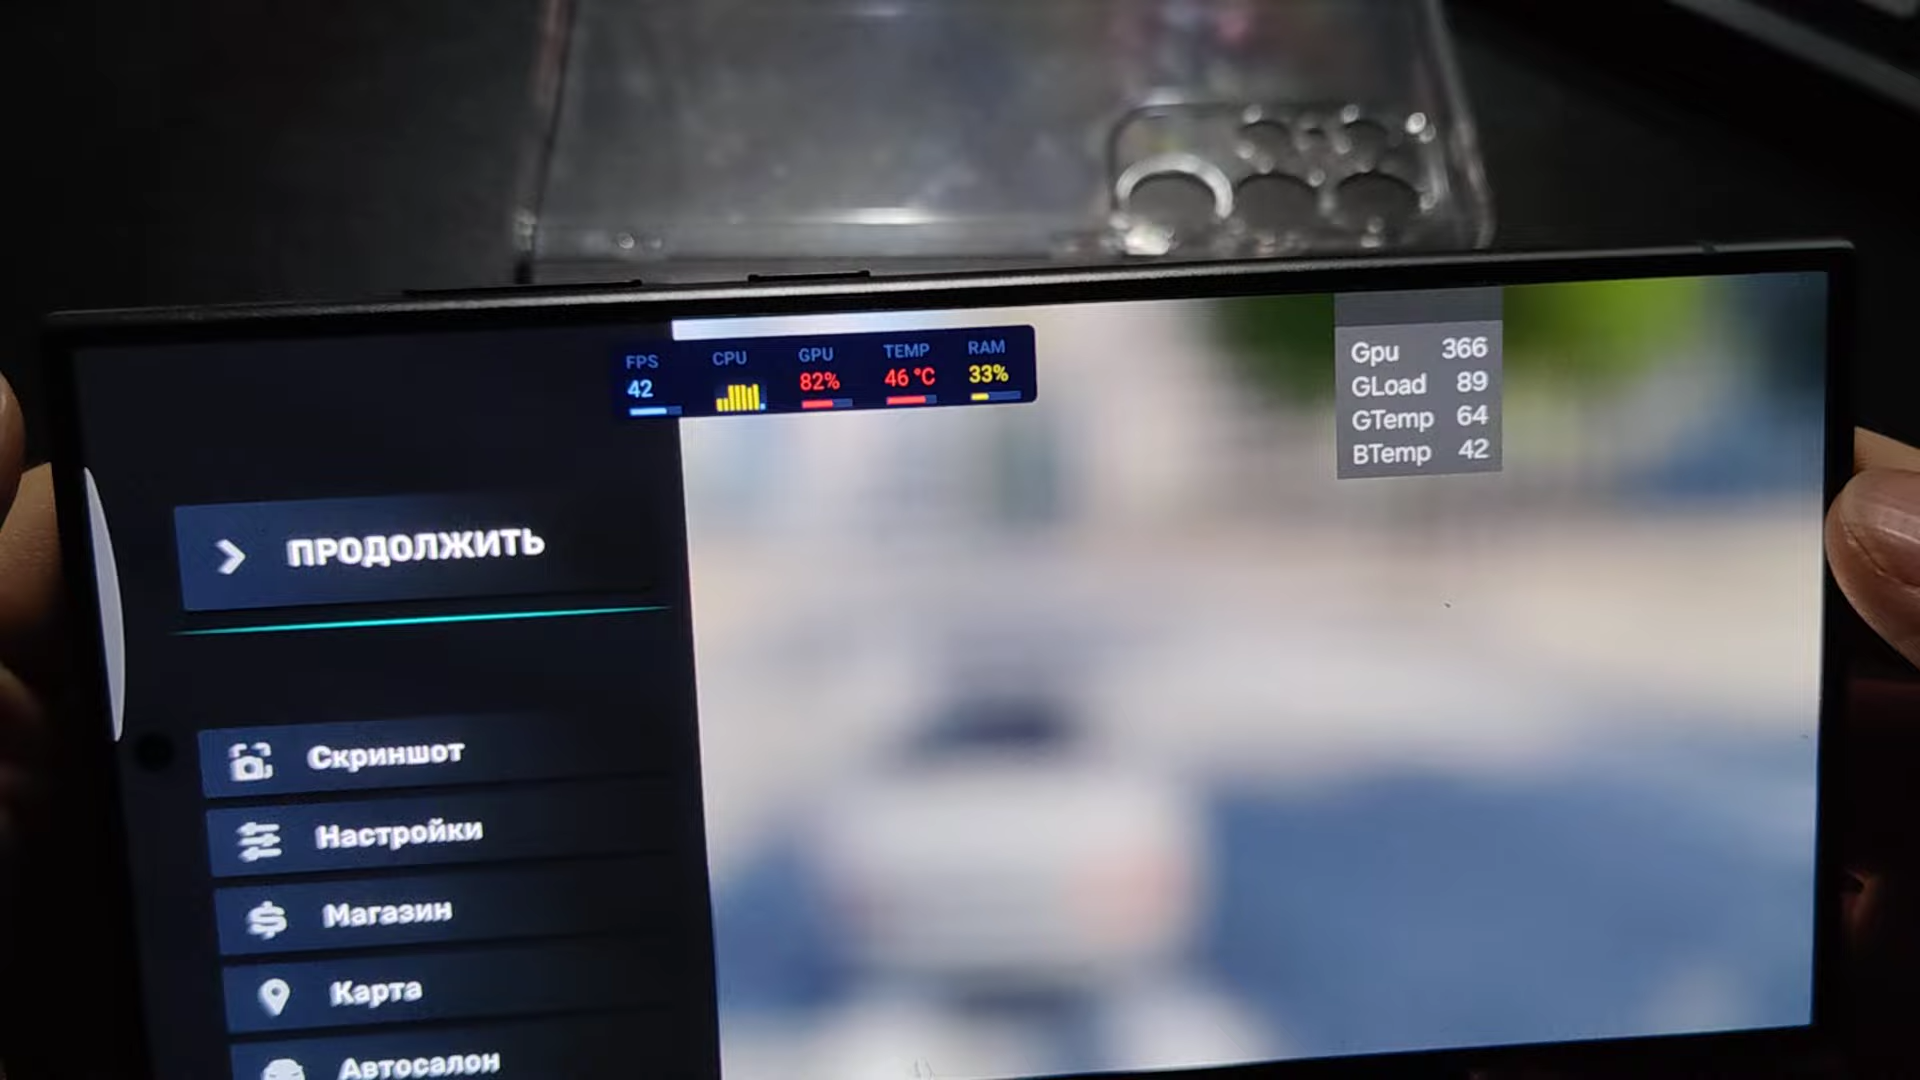 FPS CPU GPU TEMP RAM
42 82% 46 °C 33%
Gpu 366
GLoad 89
GTemp 64
BTemp 42
ПРОДОЛЖИТЬ
Скриншот
Настройки
Магазин
Карта
Автосалон